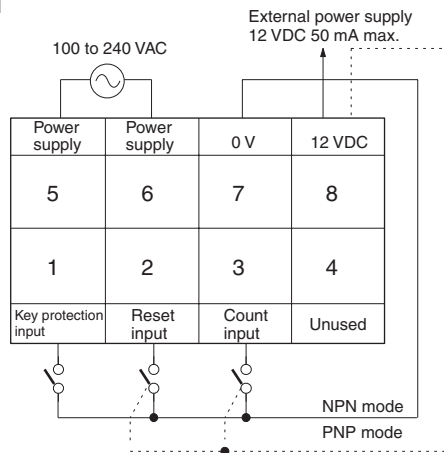 External power supply
12 VDC 50 mA max.
100 to 240 VAC
Power
supply
Power
supply
0 V
12 VDC
5
6
7
8
1
2
3
4
Key protection
input
Reset
input
Count
input
Unused
NPN mode
PNP mode